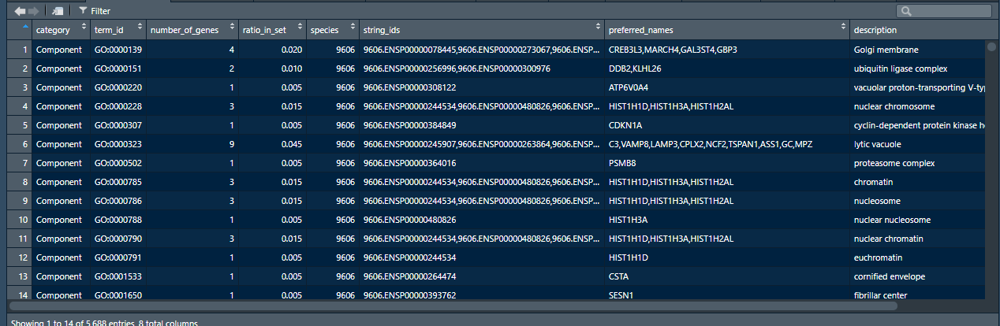 Filter
category term_id number_of_genes ratio_in_set species string_ids preferred_names description
1 Component GO:0000139 4 0.020 9606 9606.ENSP00000078445,9606.ENSP00000273067,9606.ENSP... CREB3L3,MARCH4,GAL3ST4,GBP3 Golgi membrane
2 Component GO:0000151 2 0.010 9606 9606.ENSP00000256996,9606.ENSP00000300976 DDB2,KLHL26 ubiquitin ligase complex
3 Component GO:0000220 1 0.005 9606 9606.ENSP00000308122 ATP6V0A4 vacuolar proton-transporting V-typ
4 Component GO:0000228 3 0.015 9606 9606.ENSP00000244534,9606.ENSP00000480826,9606.ENSP... HIST1H1D,HIST1H3A,HIST1H2AL nuclear chromosome
5 Component GO:0000307 1 0.005 9606 9606.ENSP00000384849 CDKN1A cyclin-dependent protein kinase h
6 Component GO:0000323 9 0.045 9606 9606.ENSP00000245907,9606.ENSP00000263864,9606.ENSP... C3,VAMP8,LAMP3,CPLX2,NCF2,TSPAN1,ASS1,GC,MPZ lytic vacuole
7 Component GO:0000502 1 0.005 9606 9606.ENSP00000364016 PSMB8 proteasome complex
8 Component GO:0000785 3 0.015 9606 9606.ENSP00000244534,9606.ENSP00000480826,9606.ENSP... HIST1H1D,HIST1H3A,HIST1H2AL chromatin
9 Component GO:0000786 3 0.015 9606 9606.ENSP00000244534,9606.ENSP00000480826,9606.ENSP... HIST1H1D,HIST1H3A,HIST1H2AL nucleosome
10 Component GO:0000788 1 0.005 9606 9606.ENSP00000480826 HIST1H3A nuclear nucleosome
11 Component GO:0000790 3 0.015 9606 9606.ENSP00000244534,9606.ENSP00000480826,9606.ENSP... HIST1H1D,HIST1H3A,HIST1H2AL nuclear chromatin
12 Component GO:0000791 1 0.005 9606 9606.ENSP00000244534 HIST1H1D euchromatin
13 Component GO:0001533 1 0.005 9606 9606.ENSP00000264474 CSTA cornified envelope
14 Component GO:0001650 1 0.005 9606 9606.ENSP00000393762 SESN1 fibrillar center
Showing 1 to 14 of 5,688 entries, 8 total columns